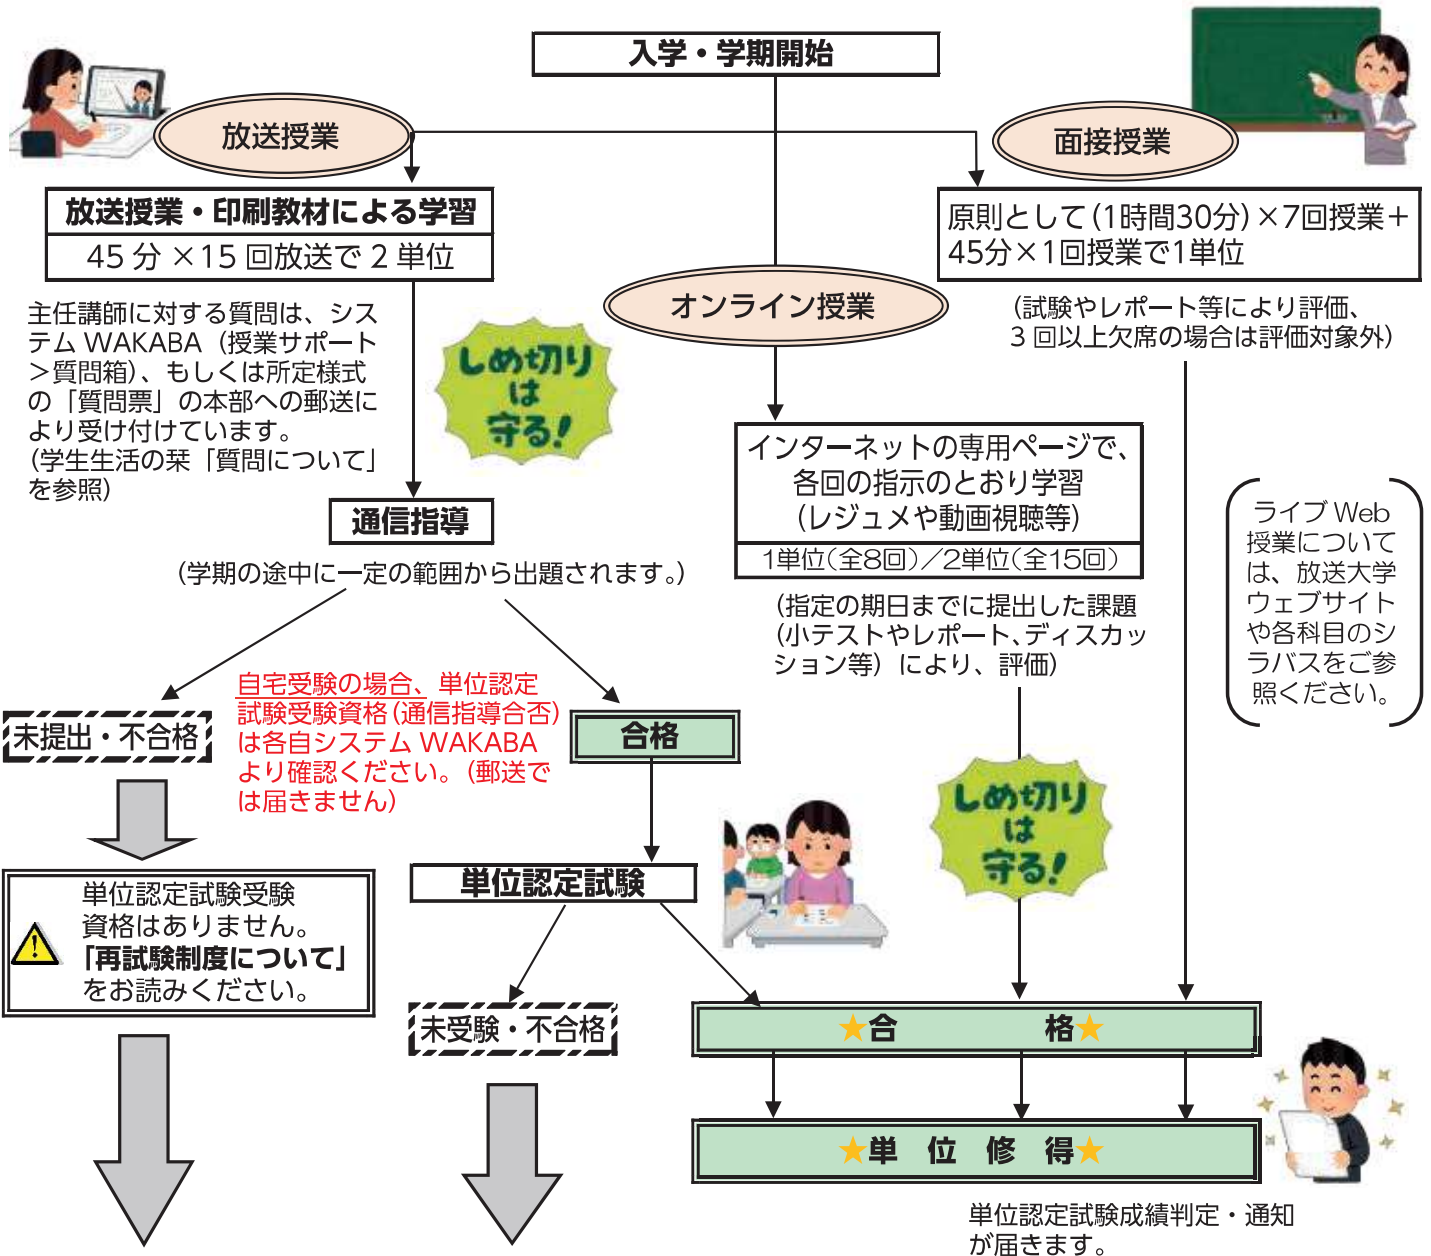 入学・学期開始
放送授業
面接授業
放送授業・印刷教材による学習
45分×15回放送で2単位
原則として(1時間30分)×7回授業+
45分×1回授業で1単位
(試験やレポート等により評価、
3回以上欠席の場合は評価対象外)
オンライン授業
主任講師に対する質問は、シス
テム WAKABA (授業サポート
>質問箱)、もしくは所定様式
の「質問票」の本部への郵送に
より受け付けています。
(学生生活の栞「質問について」
を参照)
しめ切り
は
守る!
インターネットの専用ページで、
各回の指示のとおり学習
(レジュメや動画視聴等)
1単位(全8回)/2単位(全15回)
(指定の期日までに提出した課題
(小テストやレポート、ディスカッ
ション等)により、評価)
ライブ Web
授業について
は、放送大学
ウェブサイト
や各科目のシ
ラバスをご参
照ください。
通信指導
(学期の途中に一定の範囲から出題されます。)
自宅受験の場合、単位認定
試験受験資格(通信指導合否)
は各自システム WAKABA
より確認ください。(郵送で
は届きません)
未提出・不合格
合格
しめ切り
は
守る!
単位認定試験受験
資格はありません。
「再試験制度について」
をお読みください。
単位認定試験
未受験・不合格
★合 格★
★単 位 修 得★
単位認定試験成績判定・通知
が届きます。